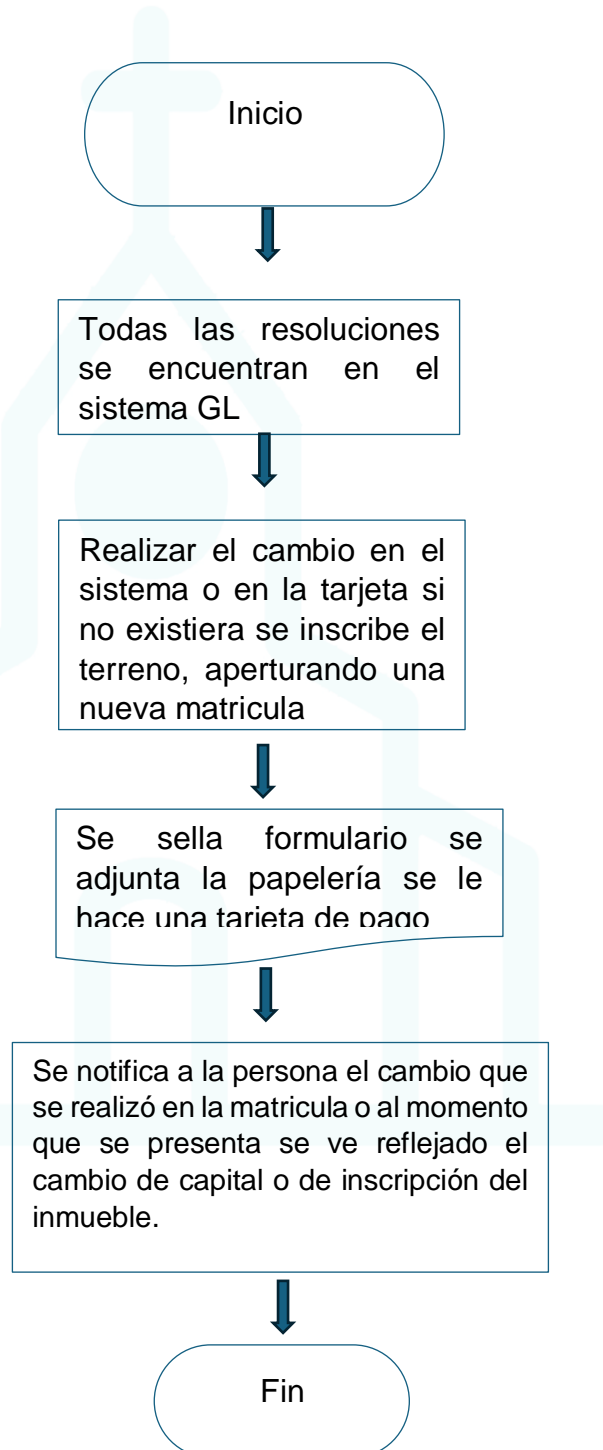 Inicio
Todas las resoluciones
se encuentran en el
sistema GL
Realizar el cambio en el
sistema o en la tarjeta si
no existiera se inscribe el
terreno, aperturando una
nueva matricula
Se sella formulario se
adjunta la papelería se le
hace una tarjeta de pago
Se notifica a la persona el cambio que
se realizó en la matricula o al momento
que se presenta se ve reflejado el
cambio de capital o de inscripción del
inmueble.
Fin